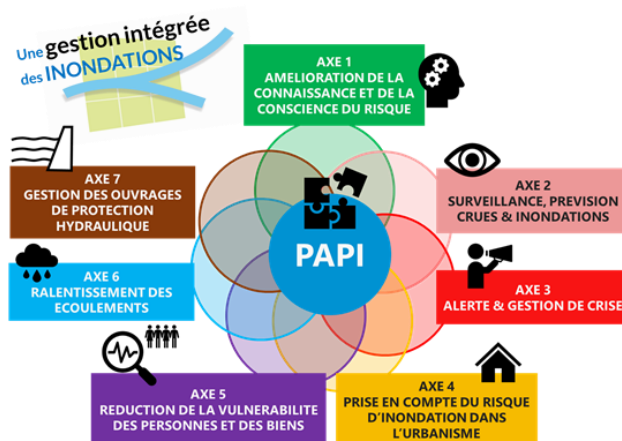 Une gestion intégrée
des INONDATIONS
AXE 1
AMELIORATION DE LA
CONNAISSANCE ET DE LA
CONSCIENCE DU RISQUE
AXE 2
SURVEILLANCE, PREVISION
CRUES & INONDATIONS
AXE 3
ALERTE & GESTION DE CRISE
AXE 4
PRISE EN COMPTE DU RISQUE
D'INONDATION DANS
L'URBANISME
AXE 5
REDUCTION DE LA VULNERABILITE
DES PERSONNES ET DES BIENS
AXE 6
RALENTISSEMENT DES
ECOULEMENTS
AXE 7
GESTION DES OUVRAGES
DE PROTECTION
HYDRAULIQUE
PAPI